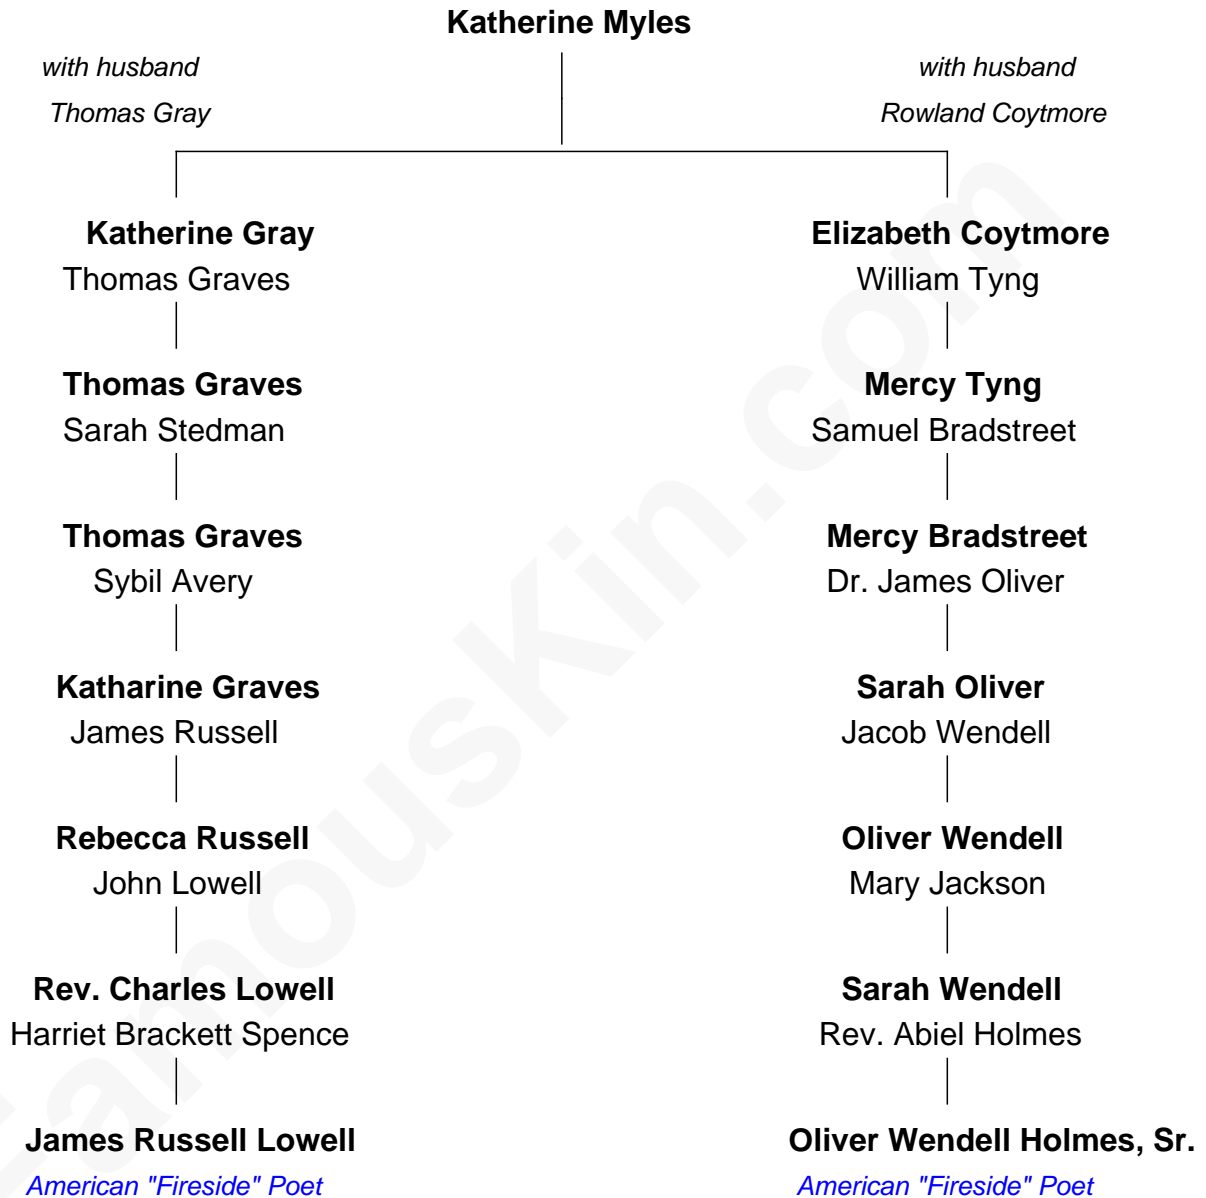 Katherine Myles
with husband
Thomas Gray
with husband
Rowland Coytmore
Katherine Gray
Thomas Graves
Elizabeth Coytmore
William Tyng
Thomas Graves
Sarah Stedman
Mercy Tyng
Samuel Bradstreet
Thomas Graves
Sybil Avery
Mercy Bradstreet
Dr. James Oliver
Katharine Graves
James Russell
Sarah Oliver
Jacob Wendell
Rebecca Russell
John Lowell
Oliver Wendell
Mary Jackson
Rev. Charles Lowell
Harriet Brackett Spence
Sarah Wendell
Rev. Abiel Holmes
James Russell Lowell
American "Fireside" Poet
Oliver Wendell Holmes, Sr.
American "Fireside" Poet
FamousKin.com